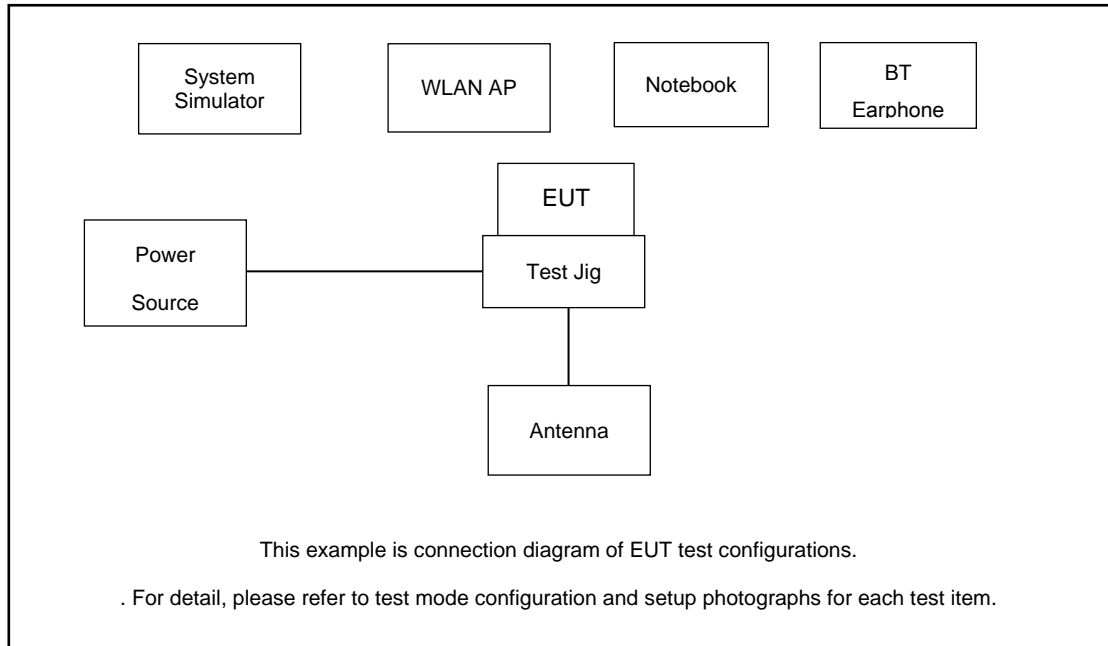 System
Simulator
WLAN AP
Notebook
BT
Earphone
EUT
Power
Source
Test Jig
Antenna
This example is connection diagram of EUT test configurations.
. For detail, please refer to test mode configuration and setup photographs for each test item.